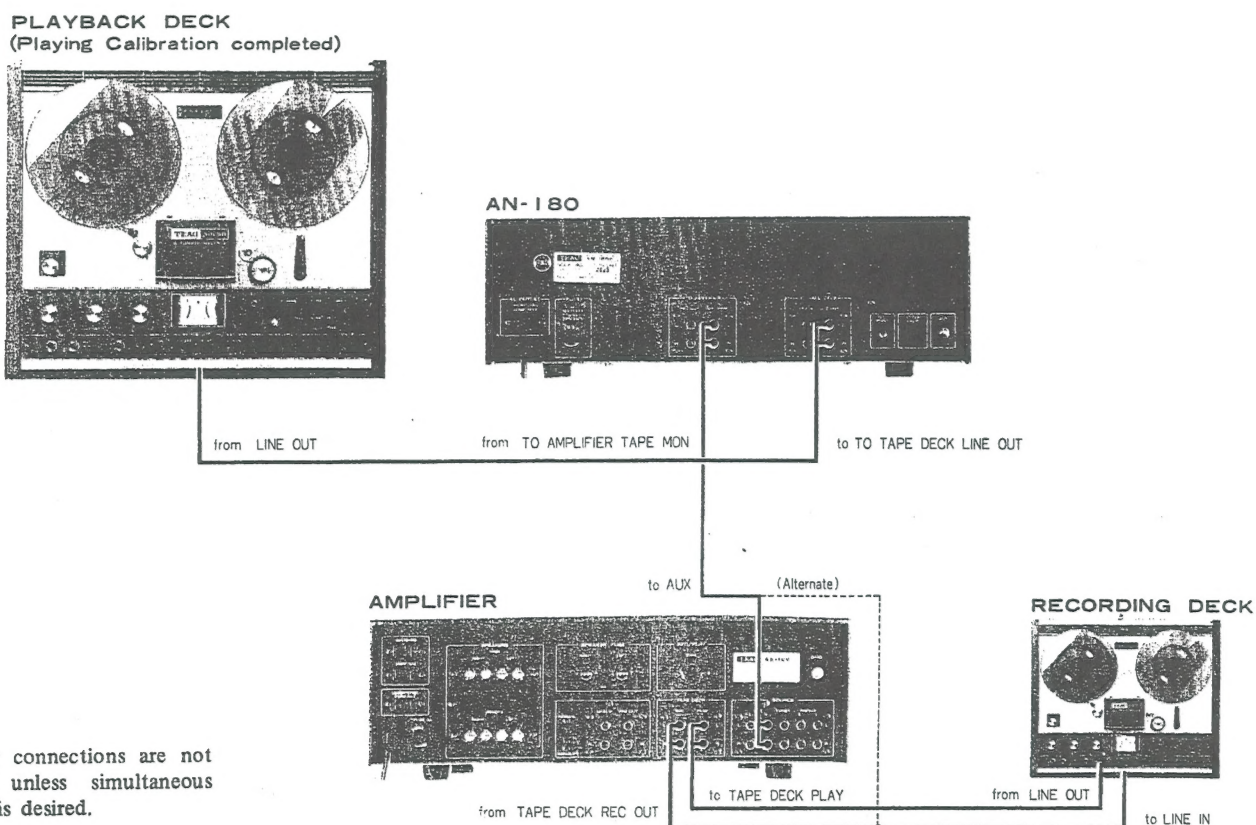 PLAYBACK DECK
(Playing Calibration completed)
TEAC
AN-180
TEAC
from LINE OUT
from TO AMPLIFIER TAPE MON
to TO TAPE DECK LINE OUT
to AUX
(Alternate)
AMPLIFIER
RECORDING DECK
connections are not
unless simultaneous
is desired.
from TAPE DECK REC OUT
to TAPE DECK PLAY
from LINE OUT
to LINE IN